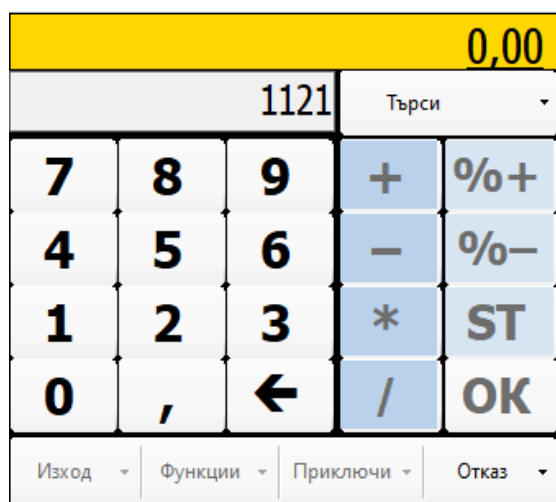 0,00
1121 Търси
7 8 9 + %+
4 5 6 − %−
1 2 3 * ST
0 , ← / OK
Изход Функции Приключи Отказ